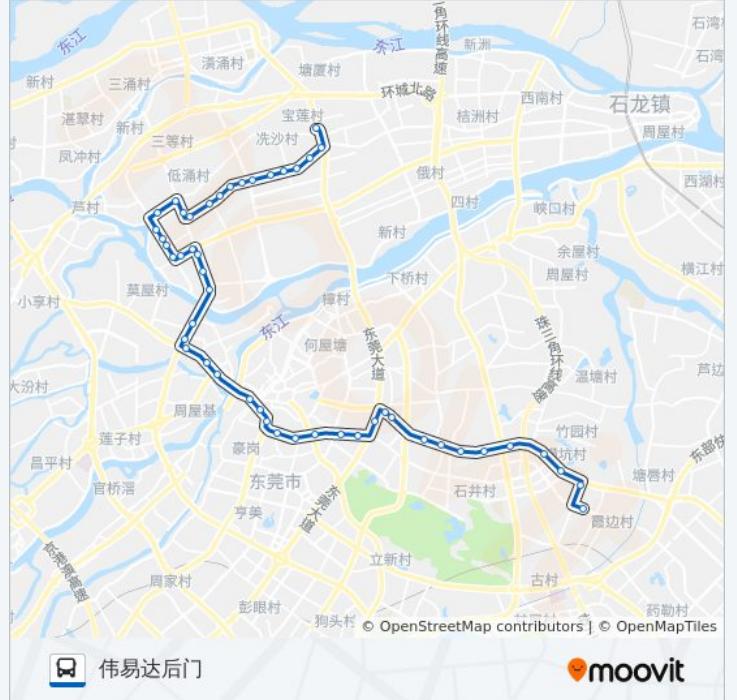 东江
东江
三角环线高速
新洲
石湾
石湾
新村
三涌村
潢涌村
塘厦村
环城北路
西南村
石龙镇
湛翠村
新村
三等村
宝莲村
冼沙村
桔洲村
周屋村
凤冲村
低涌村
俄村
四村
西湖村
芦村
峡口村
新村
余屋村
周屋村
横江村
小享村
莫屋村
下桥村
樟村
东江
何屋塘
东莞大道
珠三角环线高速
温塘村
芦边
大汾村
周屋基
竹园村
莲子村
豪岗
坑村
东部快
昌平村
官桥滘
东莞市
石井村
塘唇村
亨美
东莞大道
霞边村
京港澳高速
立新村
周家村
古村
彭眼村
狗头村
药勒村
© OpenStreetMap contributors | © OpenMapTiles
伟易达后门
moovit